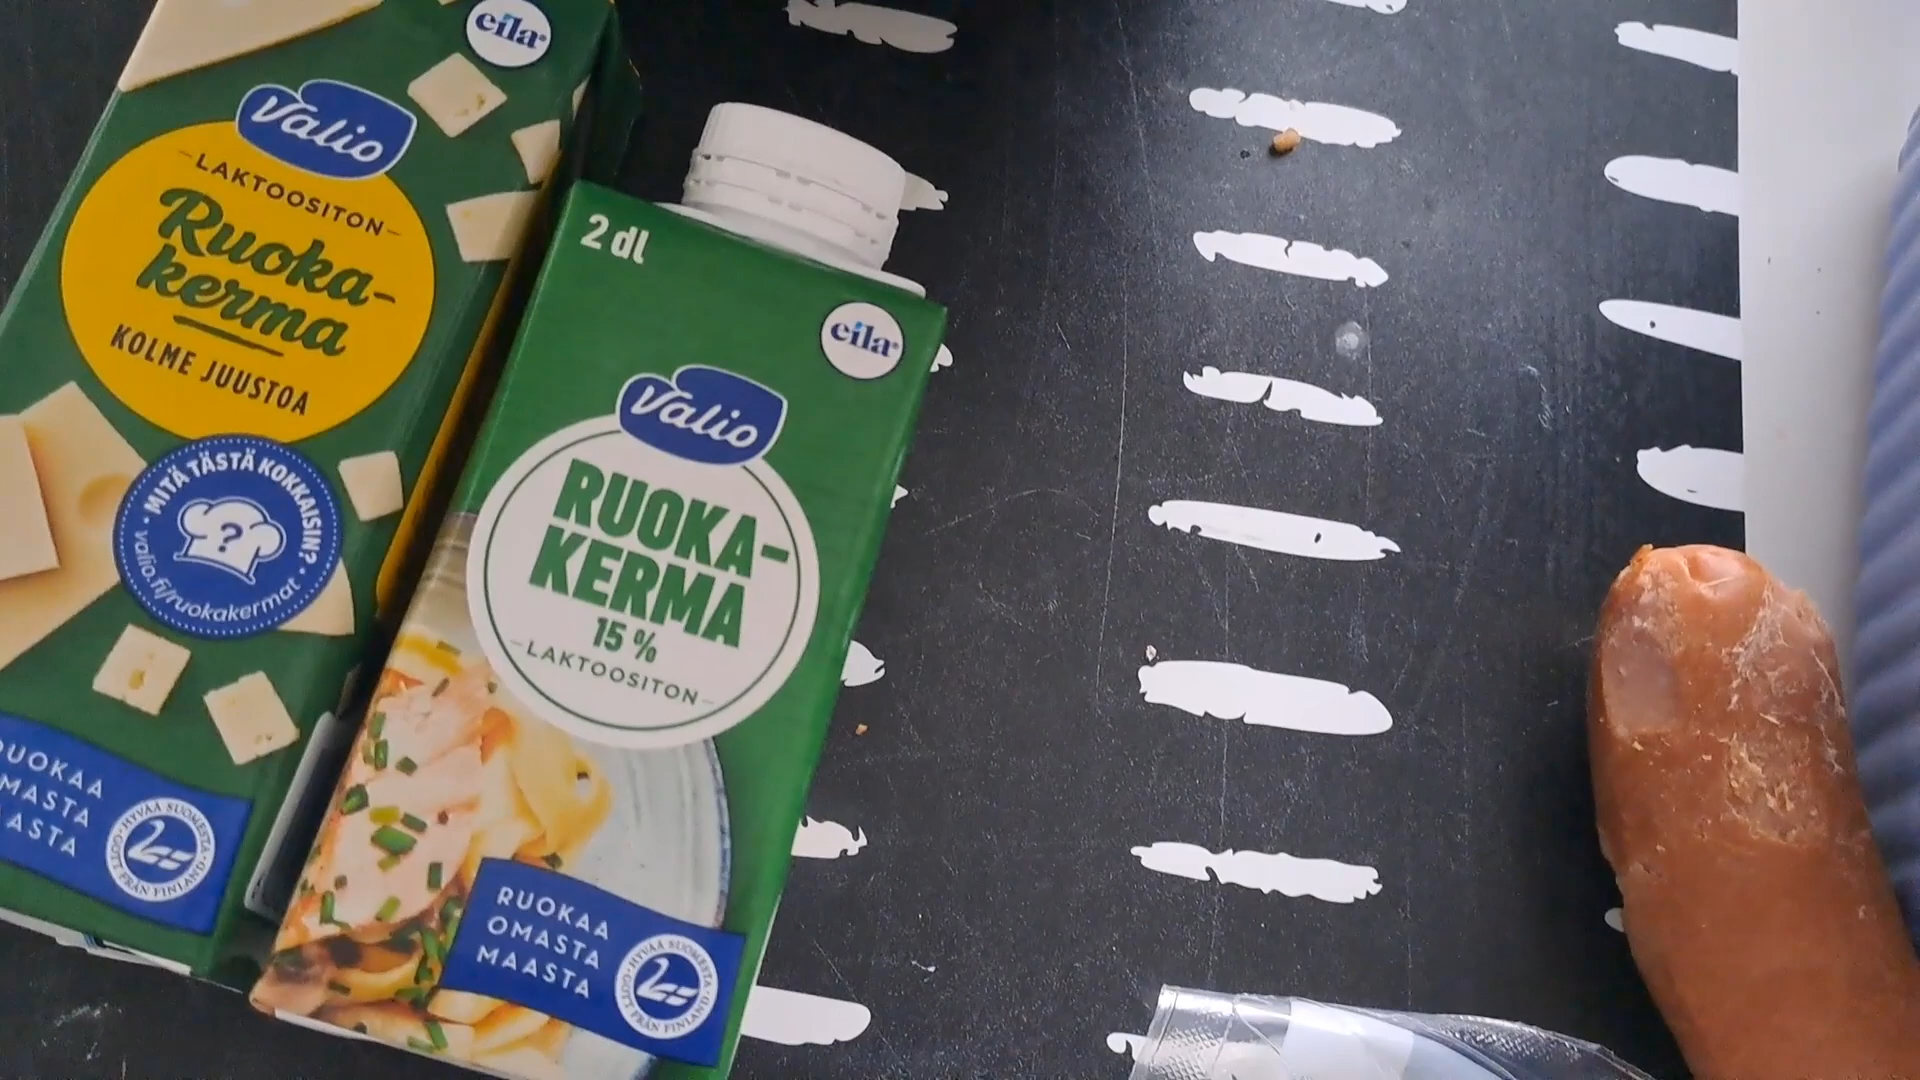 eila
Valio
LAKTOOSITON
Ruoka-
kerma
KOLME JUUSTOA
MITÄ TÄSTÄ KOKKAISIN?
valio.fi/ruokakermat
RUOKAA
OMASTA
MAASTA
HYVÄÄ SUOMESTA
GOTT FRÅN FINLAND
2 dl
eila
Valio
RUOKA-
KERMA
15 %
LAKTOOSITON
RUOKAA
OMASTA
MAASTA
HYVÄÄ SUOMESTA
GOTT FRÅN FINLAND